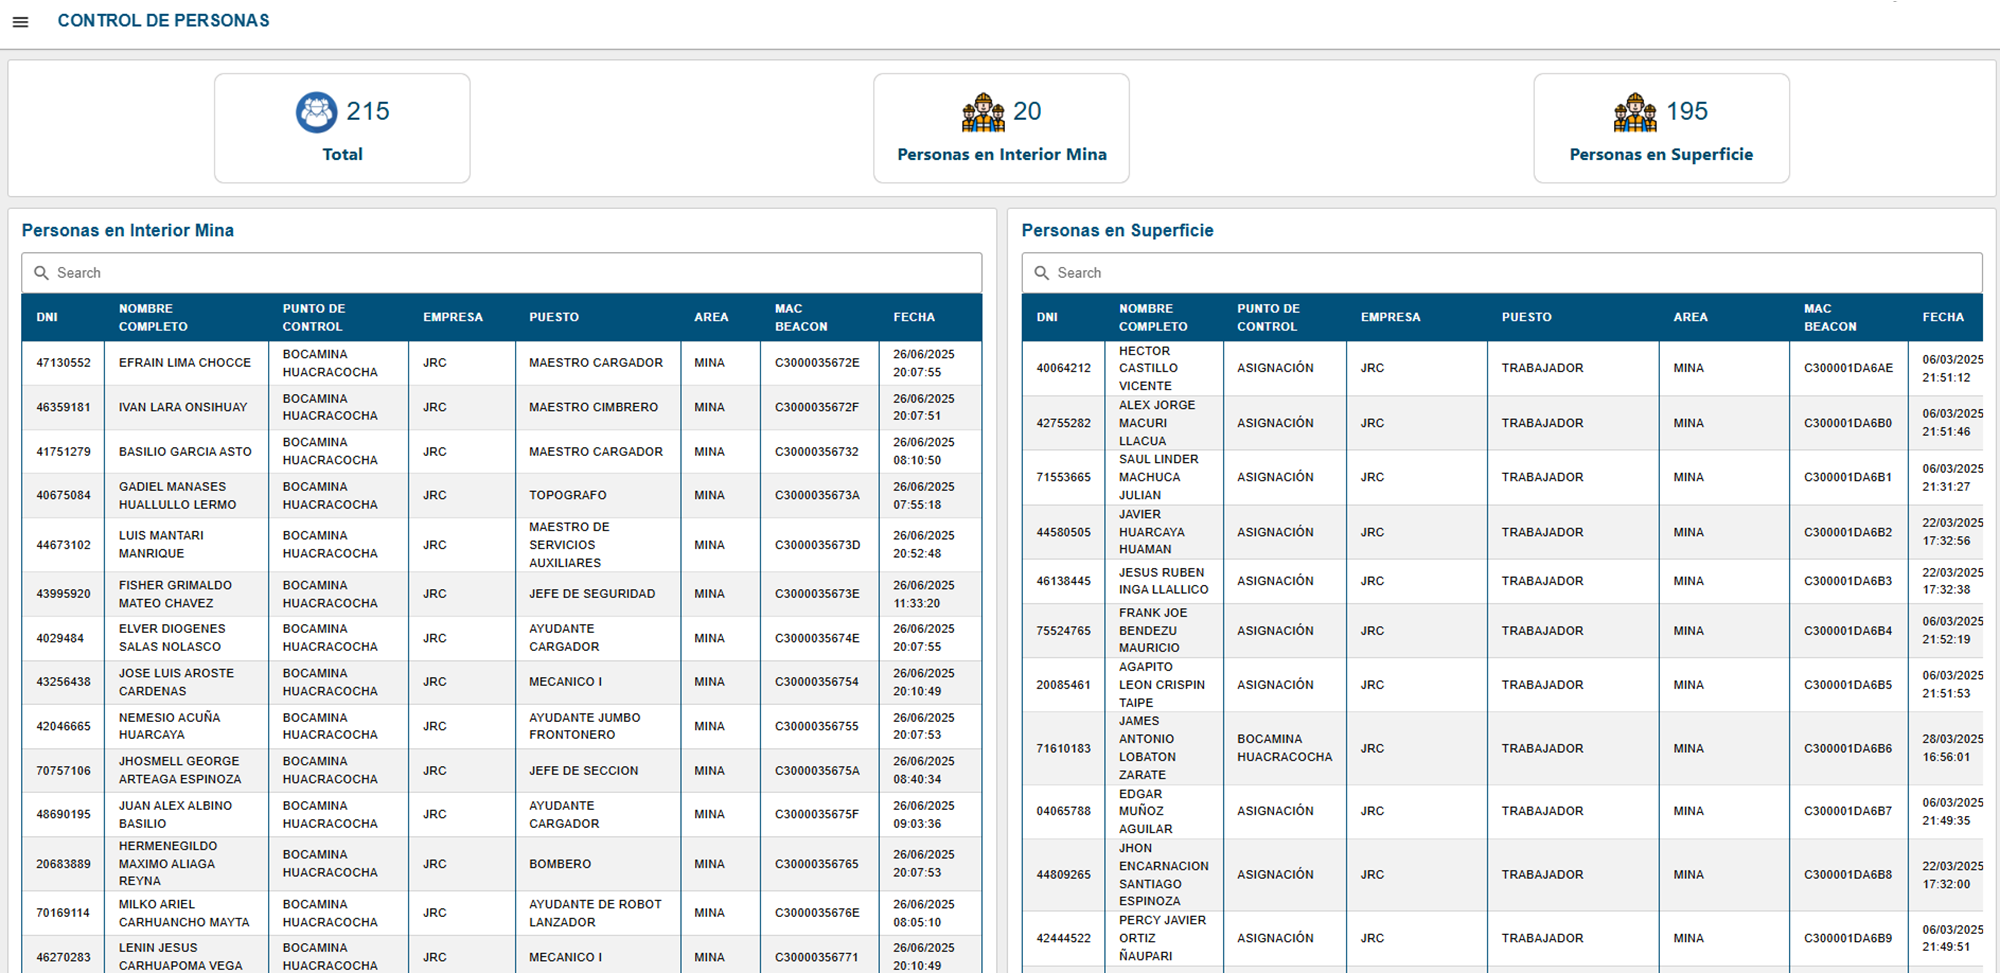 CONTROL DE PERSONAS
215
Total
20
Personas en Interior Mina
195
Personas en Superficie
Personas en Interior Mina
Search
DNI NOMBRE COMPLETO PUNTO DE CONTROL EMPRESA PUESTO AREA MAC BEACON FECHA
47130552 EFRAIN LIMA CHOCCE BOCAMINA HUACRACOCHA JRC MAESTRO CARGADOR MINA C3000035672E 26/06/2025 20:07:55
46359181 IVAN LARA ONSIHUAY BOCAMINA HUACRACOCHA JRC MAESTRO CIMBRERO MINA C3000035672F 26/06/2025 20:07:51
41751279 BASILIO GARCIA ASTO BOCAMINA HUACRACOCHA JRC MAESTRO CARGADOR MINA C30000356732 26/06/2025 08:10:50
40675084 GADIEL MANASES HUALLULLO LERMO BOCAMINA HUACRACOCHA JRC TOPOGRAFO MINA C3000035673A 26/06/2025 07:55:18
44673102 LUIS MANTARI MANRIQUE BOCAMINA HUACRACOCHA JRC MAESTRO DE SERVICIOS AUXILIARES MINA C3000035673D 26/06/2025 20:52:48
43995920 FISHER GRIMALDO MATEO CHAVEZ BOCAMINA HUACRACOCHA JRC JEFE DE SEGURIDAD MINA C3000035673E 26/06/2025 11:33:20
4029484 ELVER DIOGENES SALAS NOLASCO BOCAMINA HUACRACOCHA JRC AYUDANTE CARGADOR MINA C3000035674E 26/06/2025 20:07:55
43256438 JOSE LUIS AROSTE CARDENAS BOCAMINA HUACRACOCHA JRC MECANICO I MINA C30000356754 26/06/2025 20:10:49
42046665 NEMESIO ACUÑA HUARCAYA BOCAMINA HUACRACOCHA JRC AYUDANTE JUMBO FRONTONERO MINA C30000356755 26/06/2025 20:07:53
70757106 JHOSMELL GEORGE ARTEAGA ESPINOZA BOCAMINA HUACRACOCHA JRC JEFE DE SECCION MINA C3000035675A 26/06/2025 08:40:34
48690195 JUAN ALEX ALBINO BASILIO BOCAMINA HUACRACOCHA JRC AYUDANTE CARGADOR MINA C3000035675F 26/06/2025 09:03:36
20683889 HERMENEGILDO MAXIMO ALIAGA REYNA BOCAMINA HUACRACOCHA JRC BOMBERO MINA C30000356765 26/06/2025 20:07:53
70169114 MILKO ARIEL CARHUANCHO MAYTA BOCAMINA HUACRACOCHA JRC AYUDANTE DE ROBOT LANZADOR MINA C3000035676E 26/06/2025 08:05:10
46270283 LENIN JESUS CARHUAPOMA VEGA BOCAMINA HUACRACOCHA JRC MECANICO I MINA C30000356771 26/06/2025 20:10:49
Personas en Superficie
Search
DNI NOMBRE COMPLETO PUNTO DE CONTROL EMPRESA PUESTO AREA MAC BEACON FECHA
40064212 HECTOR CASTILLO VICENTE ASIGNACIÓN JRC TRABAJADOR MINA C300001DA6AE 06/03/2025 21:51:12
42755282 ALEX JORGE MACURI LLACUA ASIGNACIÓN JRC TRABAJADOR MINA C300001DA6B0 06/03/2025 21:51:46
71553665 SAUL LINDER MACHUCA JULIAN ASIGNACIÓN JRC TRABAJADOR MINA C300001DA6B1 06/03/2025 21:31:27
44580505 JAVIER HUARCAYA HUAMAN ASIGNACIÓN JRC TRABAJADOR MINA C300001DA6B2 22/03/2025 17:32:56
46138445 JESUS RUBEN INGA LLALLICO ASIGNACIÓN JRC TRABAJADOR MINA C300001DA6B3 22/03/2025 17:32:38
75524765 FRANK JOE BENDEZU MAURICIO ASIGNACIÓN JRC TRABAJADOR MINA C300001DA6B4 06/03/2025 21:52:19
20085461 AGAPITO LEON CRISPIN TAIPE ASIGNACIÓN JRC TRABAJADOR MINA C300001DA6B5 06/03/2025 21:51:53
71610183 JAMES ANTONIO LOBATON ZARATE BOCAMINA HUACRACOCHA JRC TRABAJADOR MINA C300001DA6B6 28/03/2025 16:56:01
04065788 EDGAR MUÑOZ AGUILAR ASIGNACIÓN JRC TRABAJADOR MINA C300001DA6B7 06/03/2025 21:49:35
44809265 JHON ENCARNACION SANTIAGO ESPINOZA ASIGNACIÓN JRC TRABAJADOR MINA C300001DA6B8 22/03/2025 17:32:00
42444522 PERCY JAVIER ORTIZ ÑAUPARI ASIGNACIÓN JRC TRABAJADOR MINA C300001DA6B9 06/03/2025 21:49:51